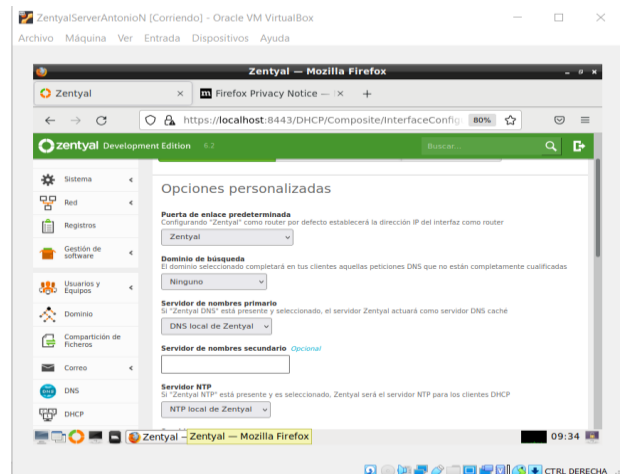 ZentyalServerAntonioN [Corriendo] - Oracle VM VirtualBox
Archivo Máquina Ver Entrada Dispositivos Ayuda
Zentyal — Mozilla Firefox
Zentyal
Firefox Privacy Notice —
https://localhost:8443/DHCP/Composite/InterfaceConfig
80%
zentyal Development Edition 6.2
Buscar...
Sistema
Red
Registros
Gestión de
software
Usuarios y
Equipos
Dominio
Compartición de
Ficheros
Correo
DNS
DHCP
Opciones personalizadas
Puerta de enlace predeterminada
Configurando "Zentyal" como router por defecto establecerá la dirección IP del interfaz como router
Zentyal
Dominio de búsqueda
El dominio seleccionado completará en tus clientes aquellas peticiones DNS que no están completamente cualificadas
Ninguno
Servidor de nombres primario
Si "Zentyal DNS" está presente y seleccionado, el servidor Zentyal actuará como servidor DNS caché
DNS local de Zentyal
Servidor de nombres secundario Opcional
Servidor NTP
Si "Zentyal NTP" está presente y es seleccionado, Zentyal será el servidor NTP para los clientes DHCP
NTP local de Zentyal
Zentyal –
Zentyal — Mozilla Firefox
09:34
CTRL DERECHA